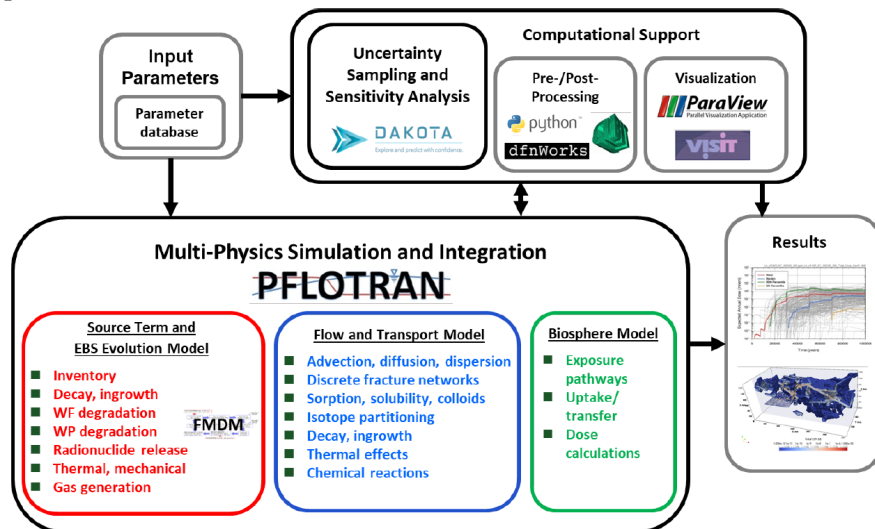 Input
Parameters
Parameter
database
Computational Support
Uncertainty
Sampling and
Sensitivity Analysis
DAKOTA
Explore and predict with confidence.
Pre-/Post-
Processing
python™
dfnWorks
Visualization
ParaView
Parallel Visualization Application
VISIT
Multi-Physics Simulation and Integration
PFLOTRAN
Source Term and
EBS Evolution Model
Inventory
Decay, ingrowth
WF degradation
WP degradation
Radionuclide release
Thermal, mechanical
Gas generation
FMDM
Flow and Transport Model
Advection, diffusion, dispersion
Discrete fracture networks
Sorption, solubility, colloids
Isotope partitioning
Decay, ingrowth
Thermal effects
Chemical reactions
Biosphere Model
Exposure
pathways
Uptake/
transfer
Dose
calculations
Results
Time (years)